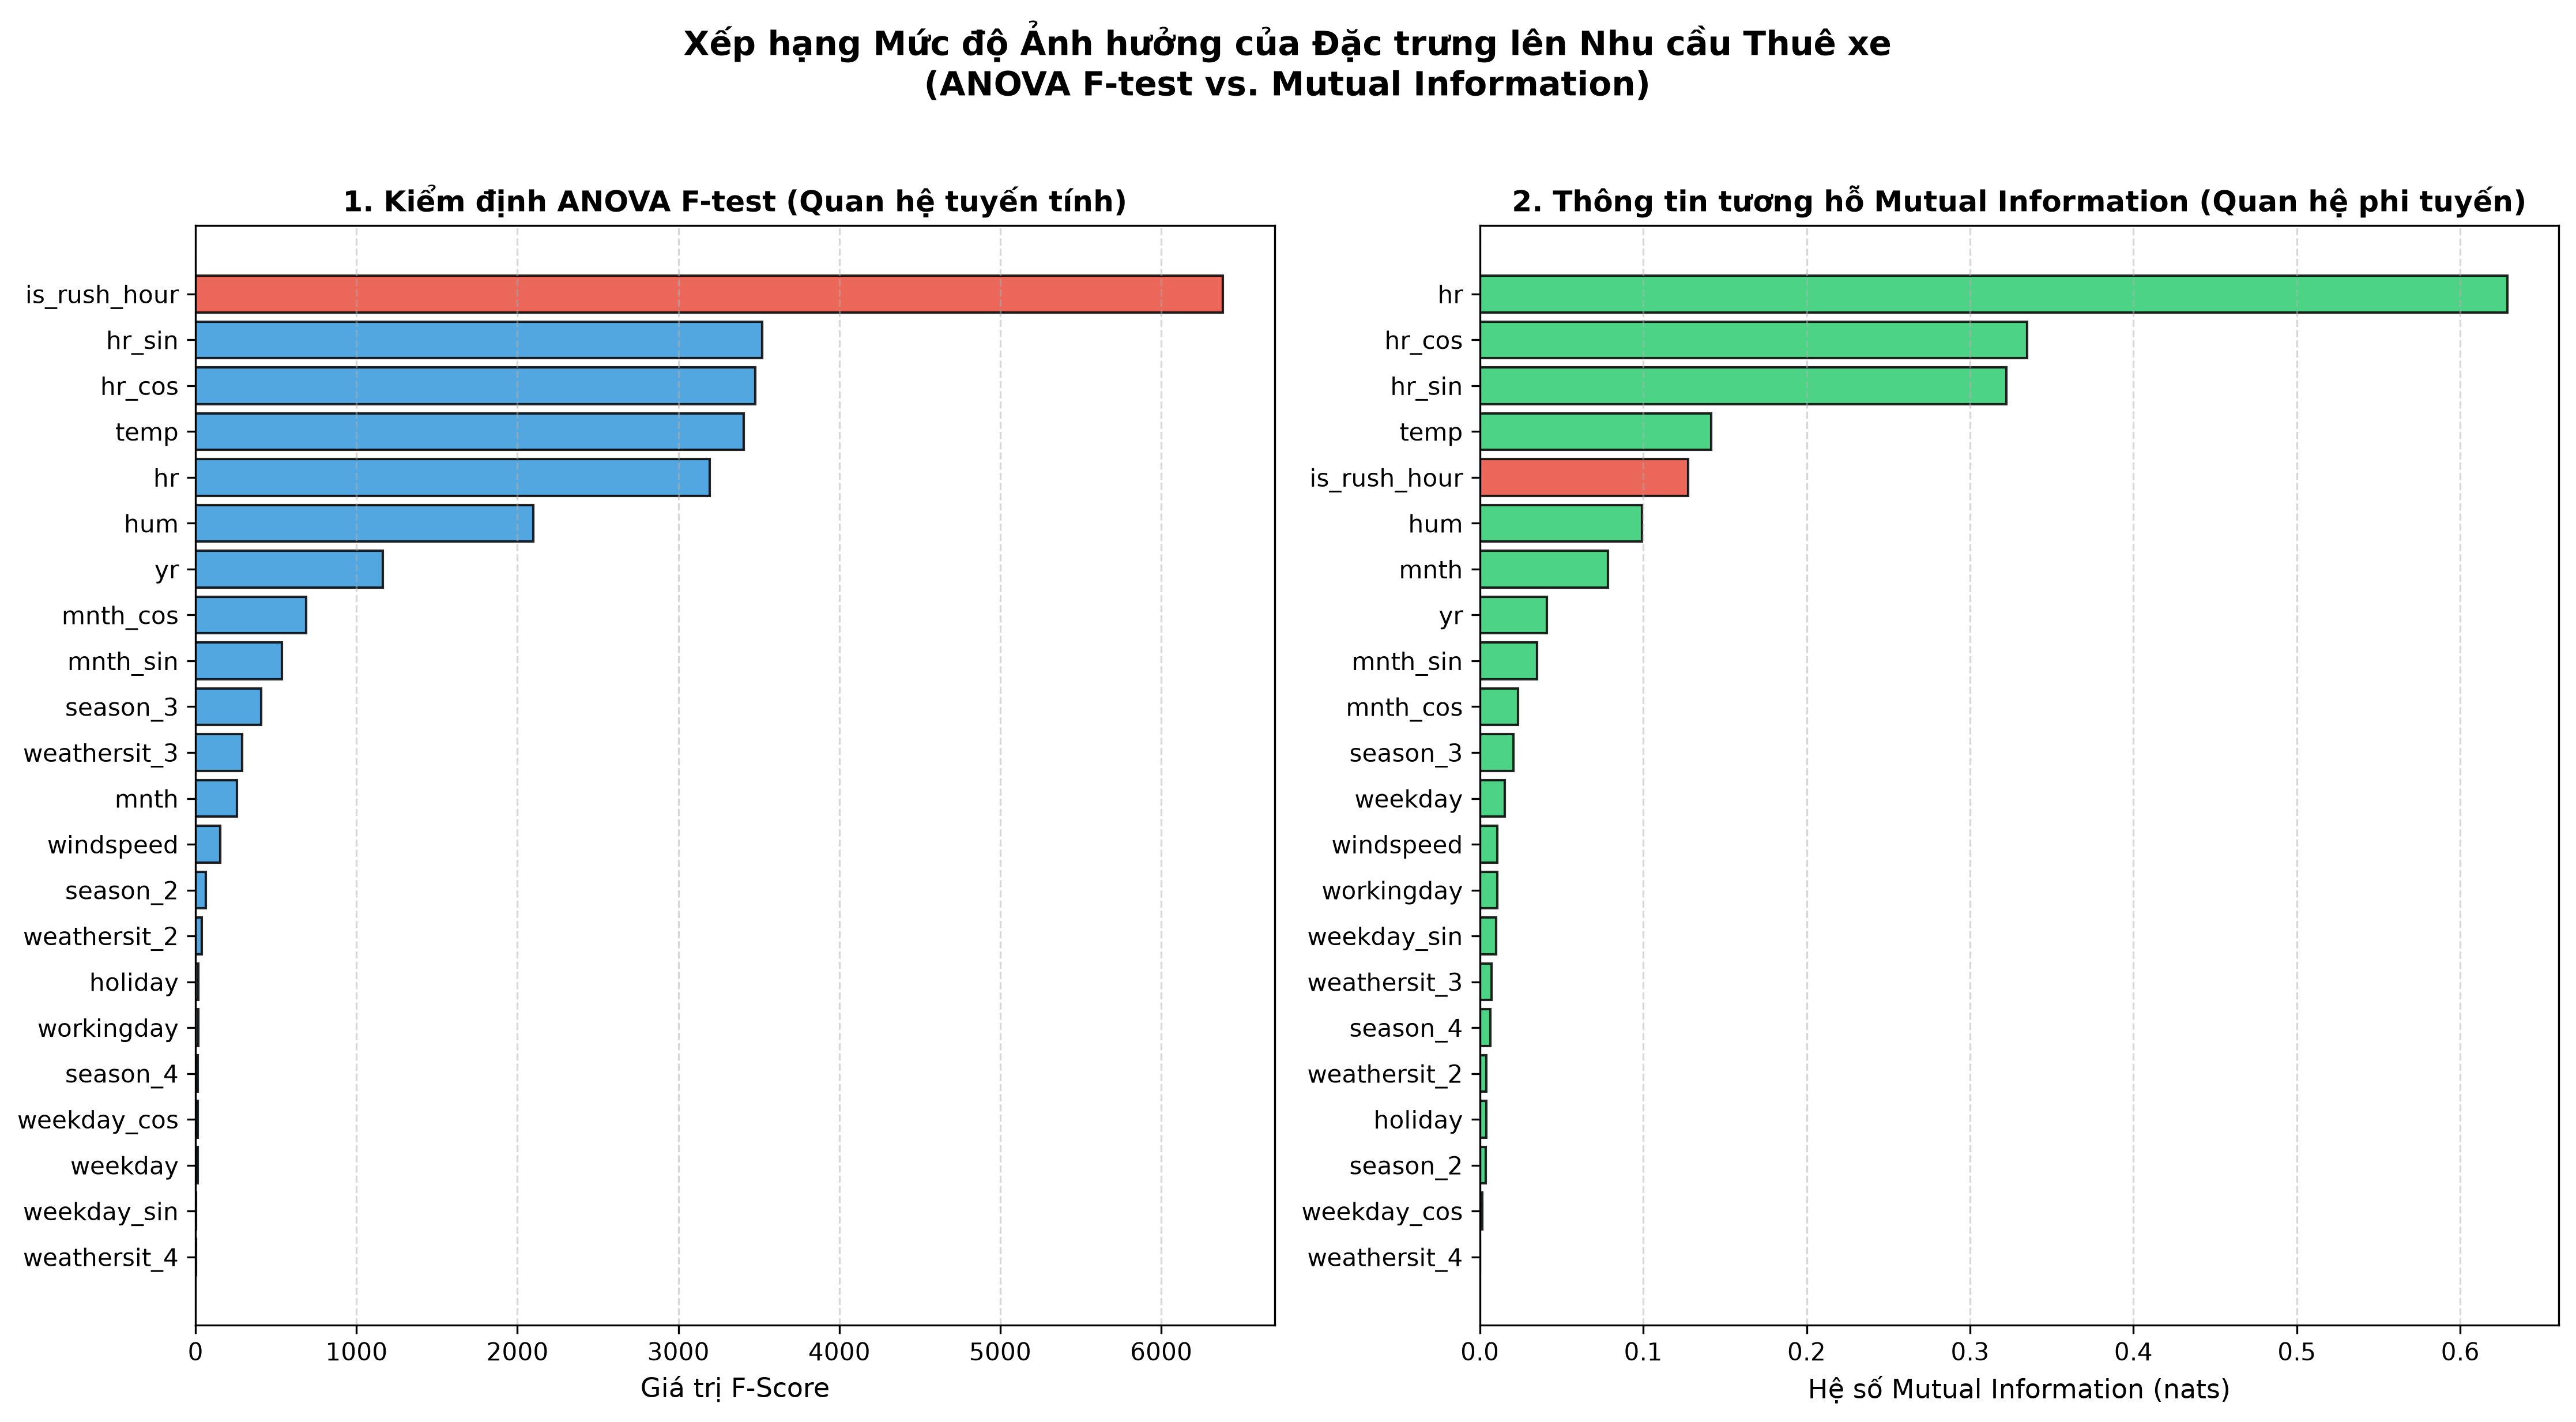 Xếp hạng Mức độ Ảnh hưởng của Đặc trưng lên Nhu cầu Thuê xe
(ANOVA F-test vs. Mutual Information)
1. Kiểm định ANOVA F-test (Quan hệ tuyến tính)
is_rush_hour
hr_sin
hr_cos
temp
hr
hum
yr
mnth_cos
mnth_sin
season_3
weathersit_3
mnth
windspeed
season_2
weathersit_2
holiday
workingday
season_4
weekday_cos
weekday
weekday_sin
weathersit_4
0 1000 2000 3000 4000 5000 6000
Giá trị F-Score
2. Thông tin tương hỗ Mutual Information (Quan hệ phi tuyến)
hr
hr_cos
hr_sin
temp
is_rush_hour
hum
mnth
yr
mnth_sin
mnth_cos
season_3
weekday
windspeed
workingday
weekday_sin
weathersit_3
season_4
weathersit_2
holiday
season_2
weekday_cos
weathersit_4
0.0 0.1 0.2 0.3 0.4 0.5 0.6
Hệ số Mutual Information (nats)